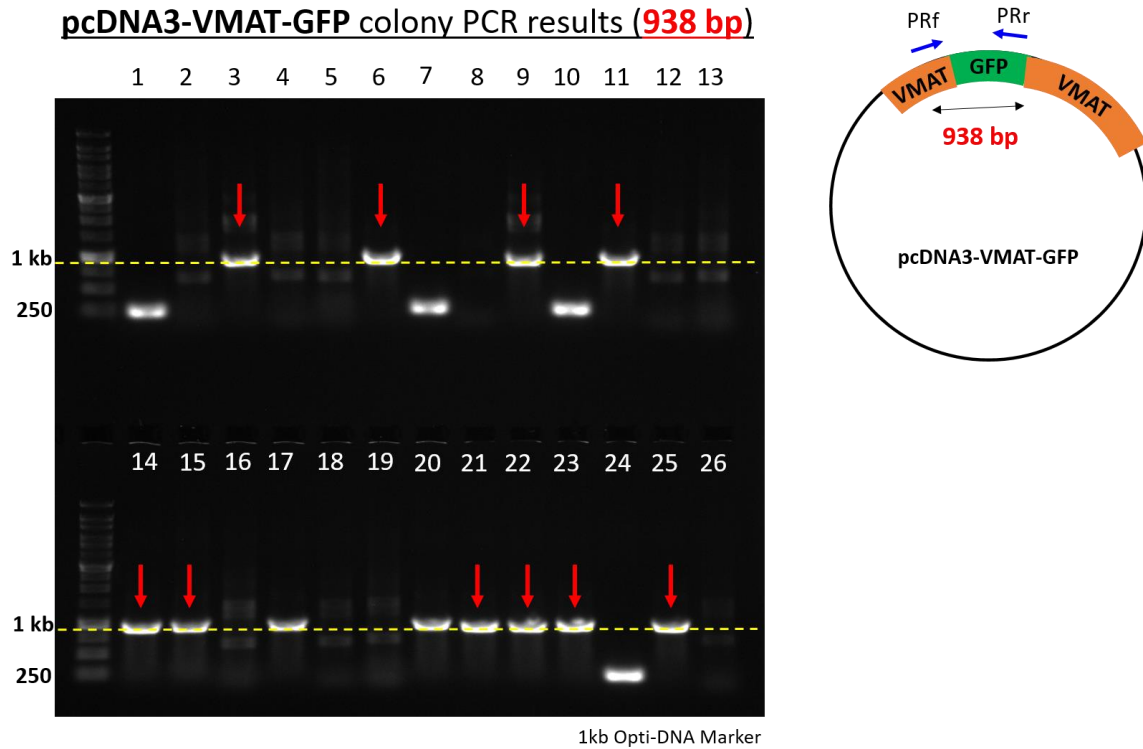 pcDNA3-VMAT-GFP colony PCR results (938 bp)
1 2 3 4 5 6 7 8 9 10 11 12 13
1 kb
250
14 15 16 17 18 19 20 21 22 23 24 25 26
1 kb
250
1kb Opti-DNA Marker
PRf PRr
VMAT GFP VMAT
938 bp
pcDNA3-VMAT-GFP